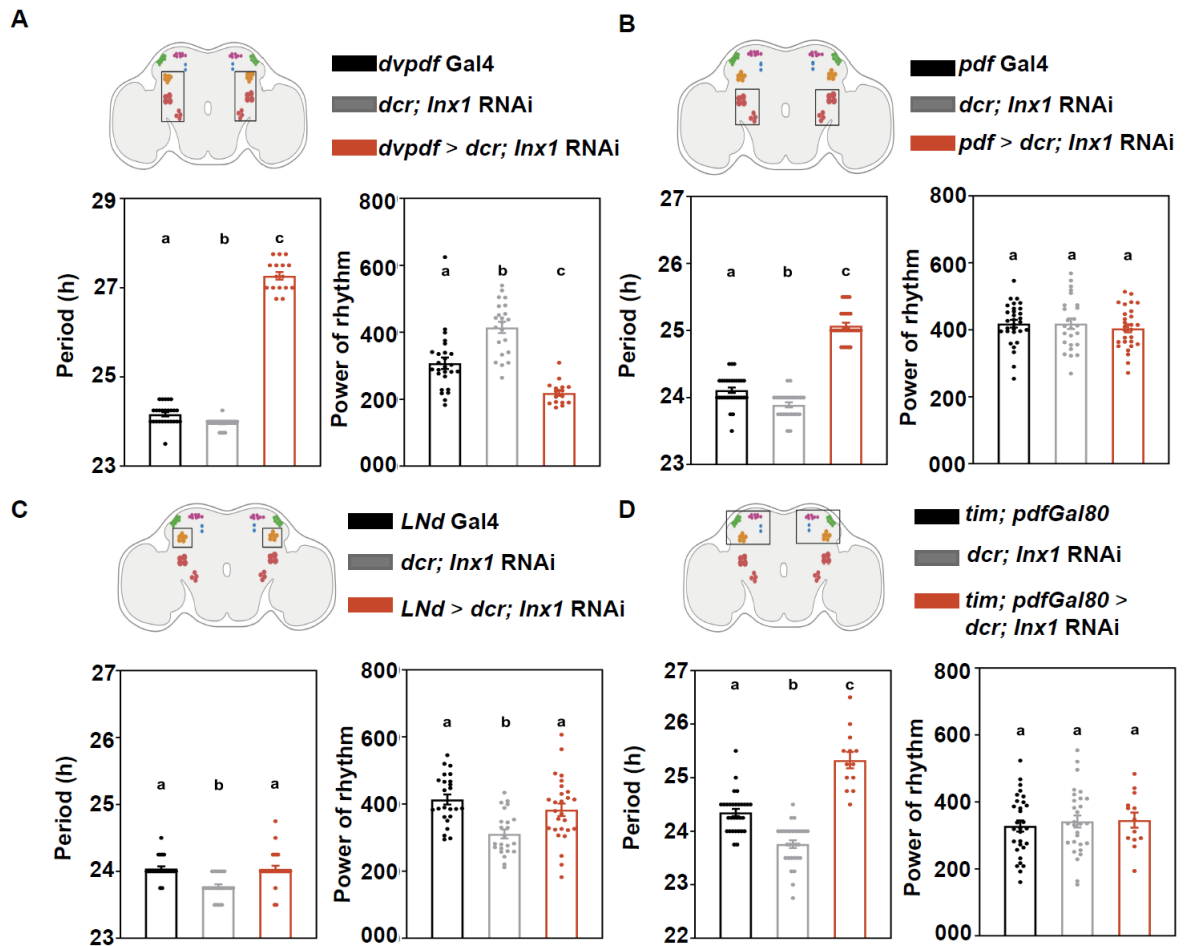 A
dvpdf Gal4
dcr; Inx1 RNAi
dvpdf > dcr; Inx1 RNAi
Period (h)
29
27
25
23
a b c
Power of rhythm
800
600
400
200
000
a b c
B
pdf Gal4
dcr; Inx1 RNAi
pdf > dcr; Inx1 RNAi
Period (h)
27
26
25
24
23
a b c
Power of rhythm
800
600
400
200
000
a a a
C
LNd Gal4
dcr; Inx1 RNAi
LNd > dcr; Inx1 RNAi
Period (h)
27
26
25
24
23
a b a
Power of rhythm
800
600
400
200
000
a b a
D
tim; pdfGal80
dcr; Inx1 RNAi
tim; pdfGal80 >
dcr; Inx1 RNAi
Period (h)
27
26
25
24
23
22
a b c
Power of rhythm
800
600
400
200
000
a a a